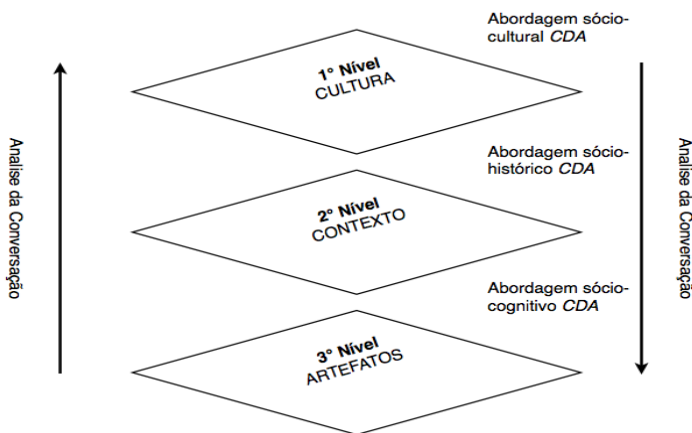 Abordagem sócio-
cultural CDA
1° Nível
CULTURA
Analise da Conversação
Abordagem sócio-
histórico CDA
2° Nível
CONTEXTO
Analise da Conversação
Abordagem sócio-
cognitivo CDA
3° Nível
ARTEFATOS